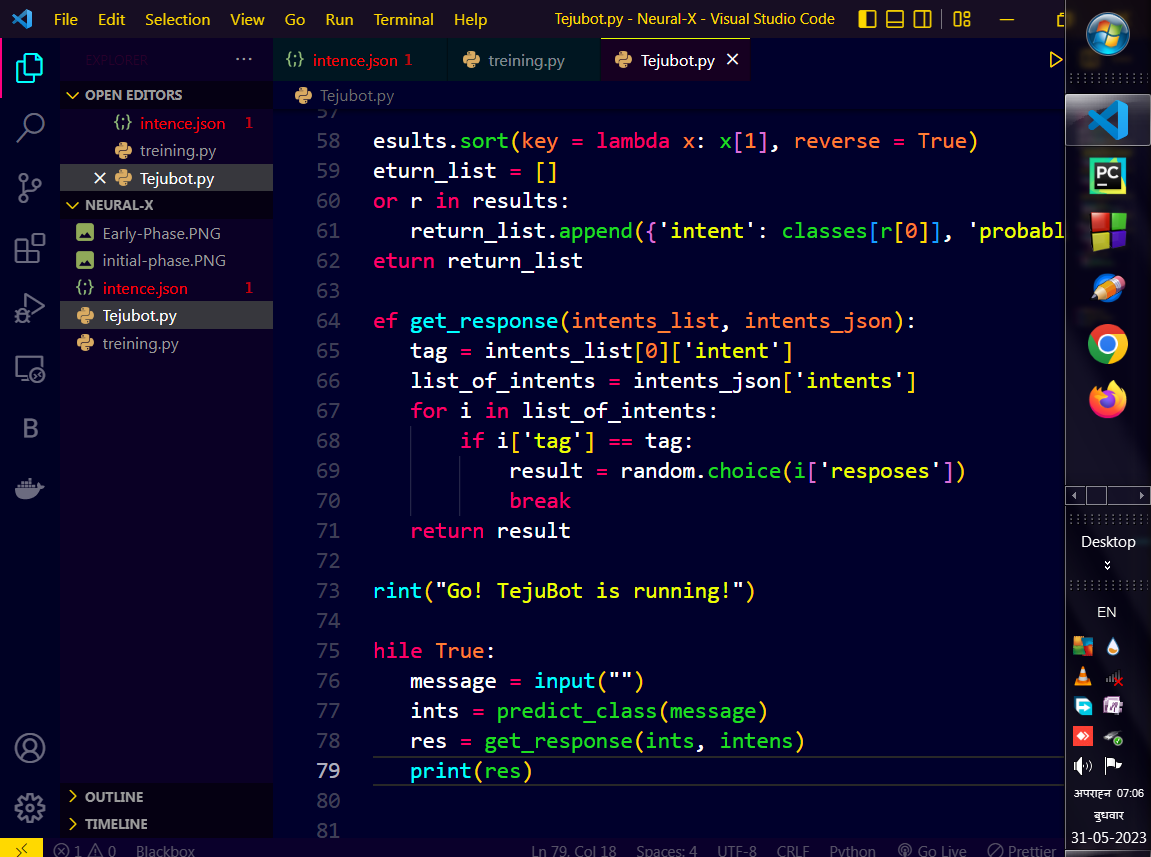 File Edit Selection View Go Run Terminal Help Tejubot.py - Neural-X - Visual Studio Code
EXPLORER ...
intence.json 1 treining.py Tejubot.py
OPEN EDITORS
intence.json 1
treining.py
Tejubot.py
NEURAL-X
Early-Phase.PNG
initial-phase.PNG
intence.json 1
Tejubot.py
treining.py
OUTLINE
TIMELINE
Tejubot.py
57
58 esults.sort(key = lambda x: x[1], reverse = True)
59 eturn_list = []
60 or r in results:
61 return_list.append({'intent': classes[r[0]], 'probabl
62 eturn return_list
63
64 ef get_response(intents_list, intents_json):
65 tag = intents_list[0]['intent']
66 list_of_intents = intents_json['intents']
67 for i in list_of_intents:
68 if i['tag'] == tag:
69 result = random.choice(i['resposes'])
70 break
71 return result
72
73 rint("Go! TejuBot is running!")
74
75 hile True:
76 message = input("")
77 ints = predict_class(message)
78 res = get_response(ints, intens)
79 print(res)
80
81
1 0 Blackbox Ln 79, Col 18 Spaces: 4 UTF-8 CRLF Python Go Live Prettier
PC
Desktop
EN
अपराह्न 07:06
बुधवार
31-05-2023